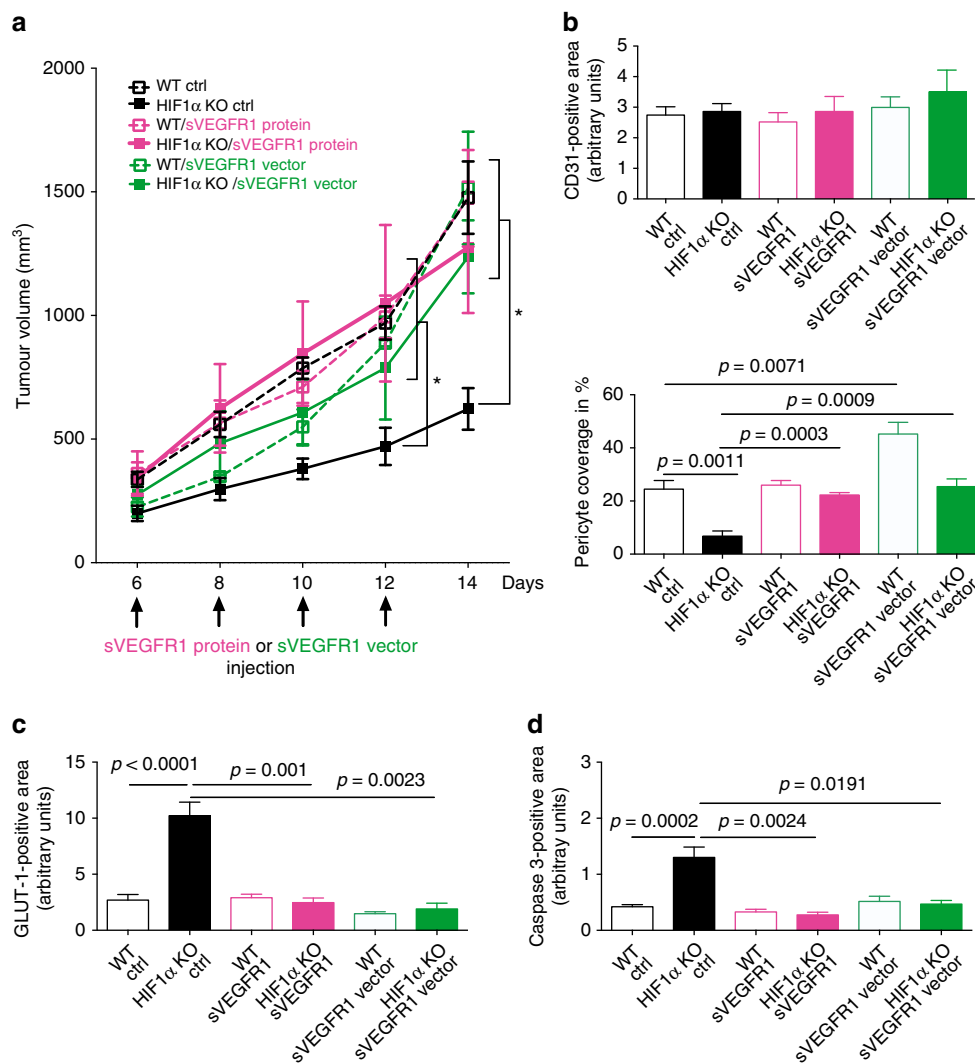 a
Tumour volume (mm³)
2000
1500
1000
500
0
WT ctrl
HIF1α KO ctrl
WT/sVEGFR1 protein
HIF1α KO/sVEGFR1 protein
WT/sVEGFR1 vector
HIF1α KO /sVEGFR1 vector
*
*
6 8 10 12 14 Days
sVEGFR1 protein or sVEGFR1 vector
injection
b
CD31-positive area
(arbitrary units)
5
4
3
2
1
0
WT
ctrl
HIF1α KO
ctrl
WT
sVEGFR1
HIF1α KO
sVEGFR1
WT
sVEGFR1 vector
HIF1α KO
sVEGFR1 vector
Pericyte coverage in %
60
40
20
0
p = 0.0071
p = 0.0009
p = 0.0003
p = 0.0011
WT
ctrl
HIF1α KO
ctrl
WT
sVEGFR1
HIF1α KO
sVEGFR1
WT
sVEGFR1 vector
HIF1α KO
sVEGFR1 vector
c
GLUT-1-positive area
(arbitrary units)
15
10
5
0
p < 0.0001
p = 0.001
p = 0.0023
WT
ctrl
HIF1α KO
ctrl
WT
sVEGFR1
HIF1α KO
sVEGFR1
WT
sVEGFR1 vector
HIF1α KO
sVEGFR1 vector
d
Caspase 3-positive area
(arbitray units)
3
2
1
0
p = 0.0191
p = 0.0002
p = 0.0024
WT
ctrl
HIF1α KO
ctrl
WT
sVEGFR1
HIF1α KO
sVEGFR1
WT
sVEGFR1 vector
HIF1α KO
sVEGFR1 vector